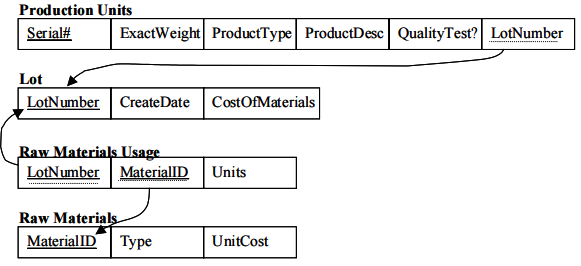 Production Units
Serial# ExactWeight ProductType ProductDesc QualityTest? LotNumber
Lot
LotNumber CreateDate CostOfMaterials
Raw Materials Usage
LotNumber MaterialID Units
Raw Materials
MaterialID Type UnitCost